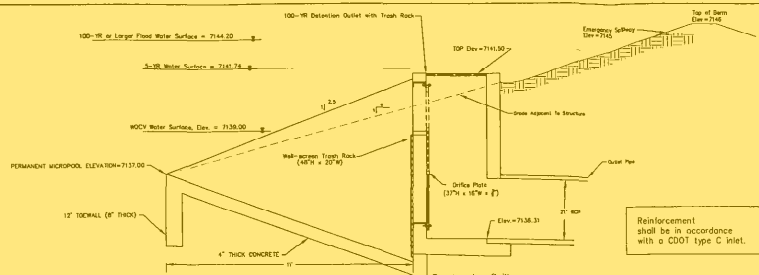 100-YR Detention Outlet with Trash Rack
Top of Berm
Elev =7146
Emergency Spillway
Elev =7145
100-YR or Larger Flood Water Surface = 7144.20
TOP Elev=7141.50
5-YR Water Surface = 7141.74
2.5
1
1
Grade Adjacent To Structure
WQCV Water Surface, Elev. = 7139.00
Well-screen Trash Rack
(48"H x 20"W)
PERMANENT MICROPOOL ELEVATION=7137.00
Outlet Pipe
Orifice Plate
(37"H x 16"W x
21" RCP
12" TOEWALL (8" THICK)
Elev.=7136.31
Reinforcement
shall be in accordance
with a CDOT type C inlet.
4" THICK CONCRETE
11'